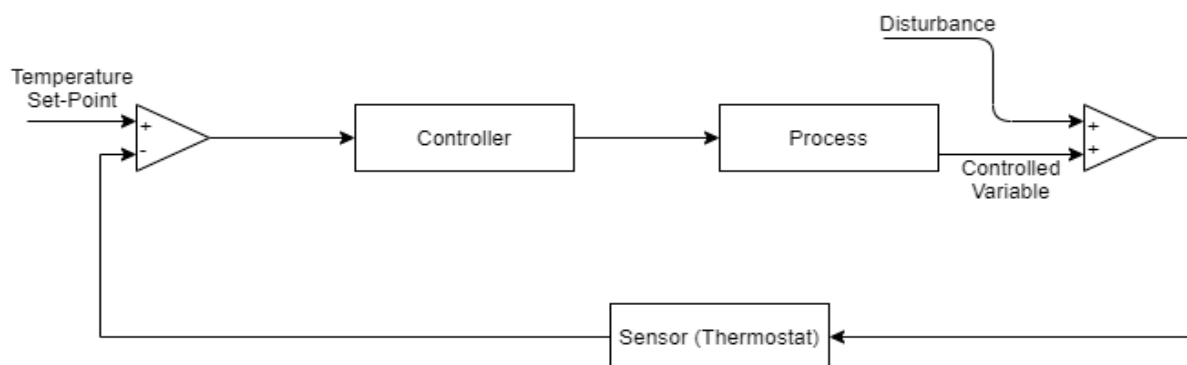 Disturbance
Temperature
Set-Point
+
-
Controller
Process
+
+
Controlled
Variable
Sensor (Thermostat)